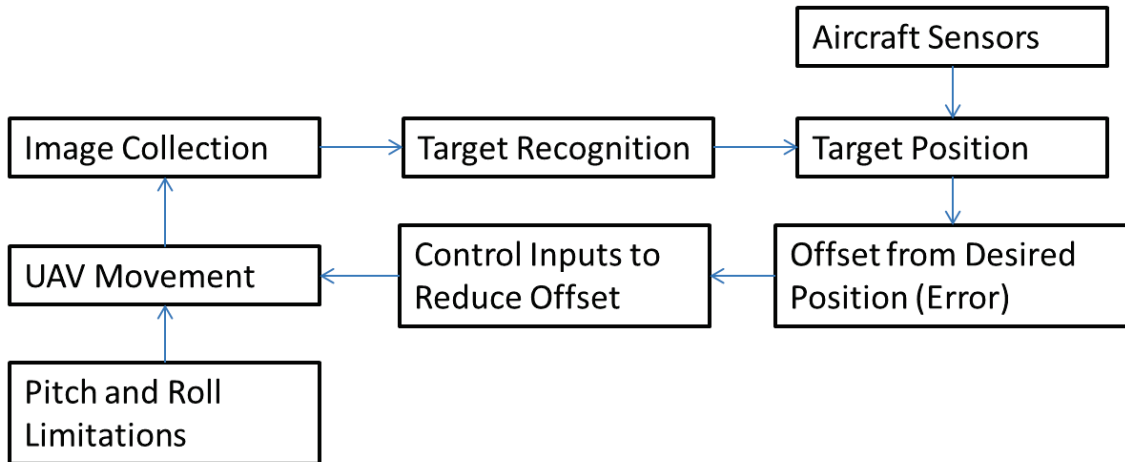 Aircraft Sensors
Image Collection
Target Recognition
Target Position
UAV Movement
Control Inputs to
Reduce Offset
Offset from Desired
Position (Error)
Pitch and Roll
Limitations